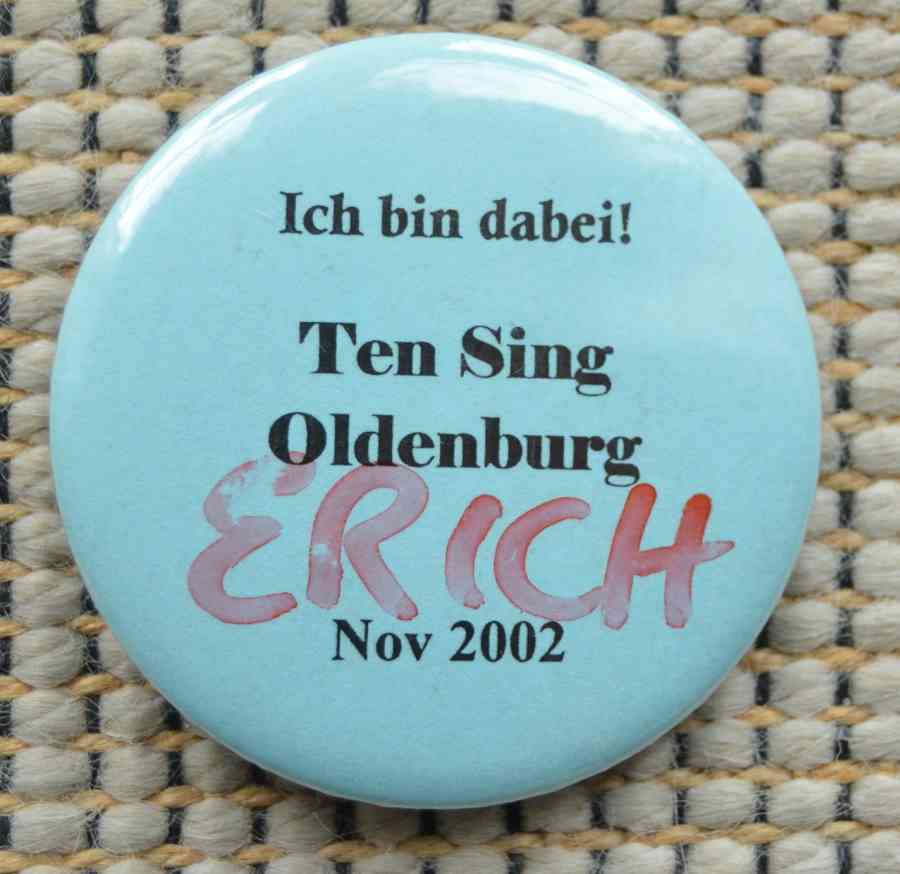 Ich bin dabei!
Ten Sing
Oldenburg
ERICH
Nov 2002